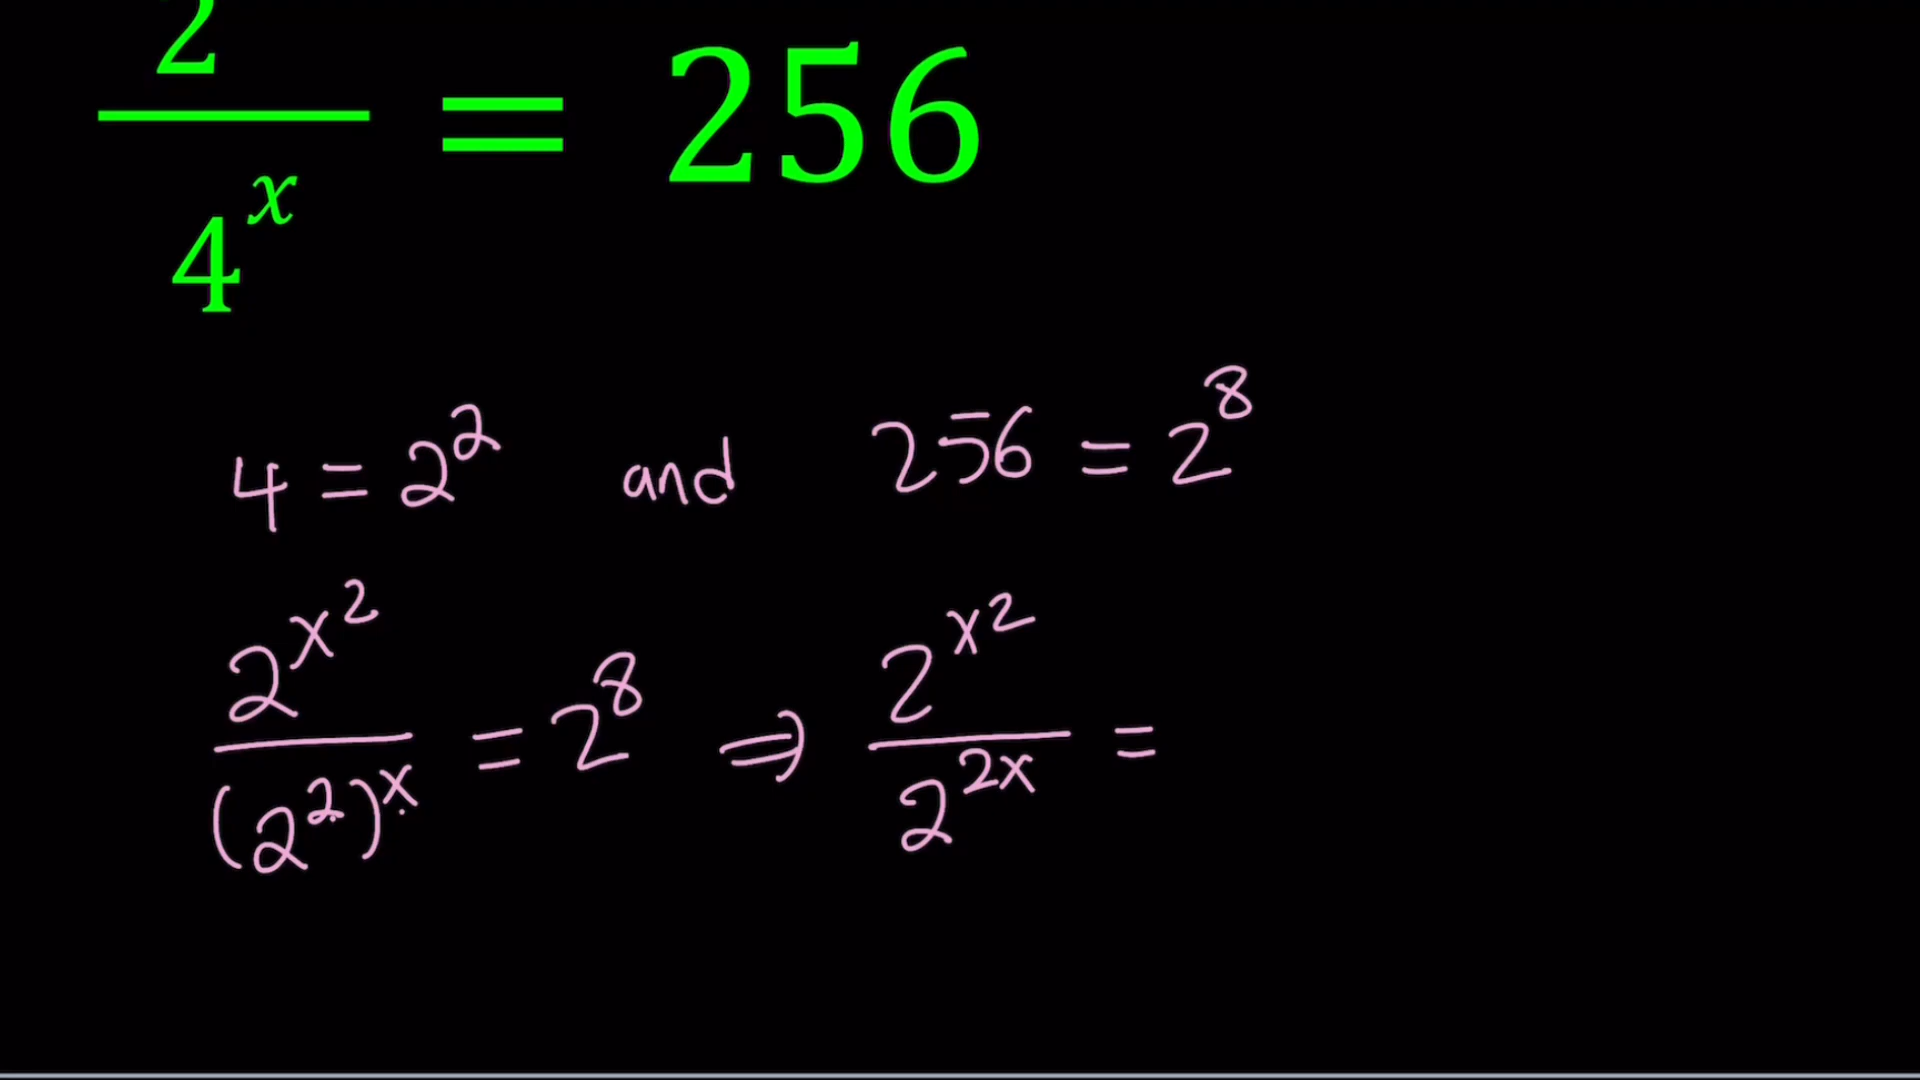 2/4^x = 256
4 = 2^2 and 256 = 2^8
2^x^2/(2^2)^x = 2^8 ⇒ 2^x^2/2^2x =